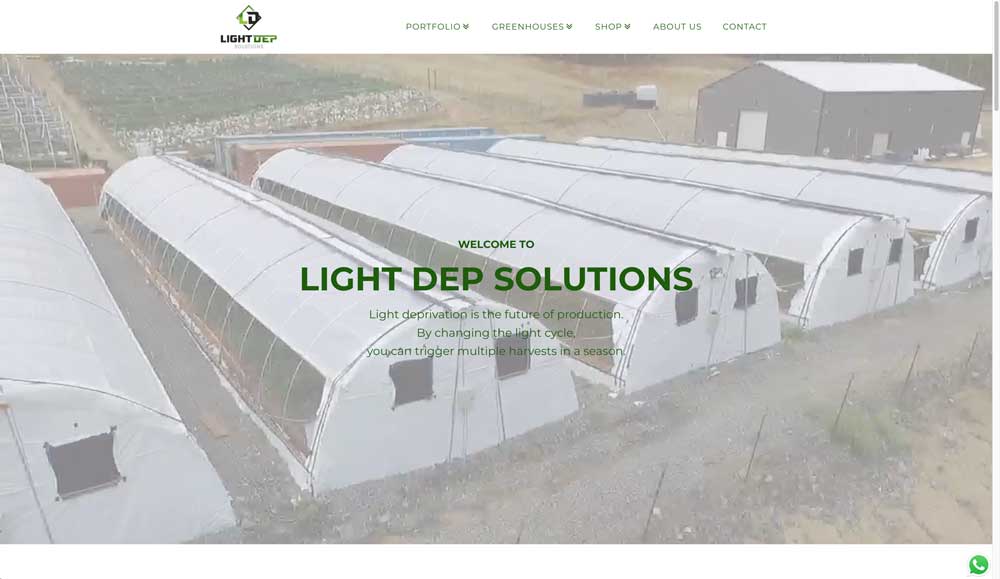 LD
LIGHT DEP
SOLUTIONS
PORTFOLIO GREENHOUSES SHOP ABOUT US CONTACT
WELCOME TO
LIGHT DEP SOLUTIONS
Light deprivation is the future of production.
By changing the light cycle,
you can trigger multiple harvests in a season.